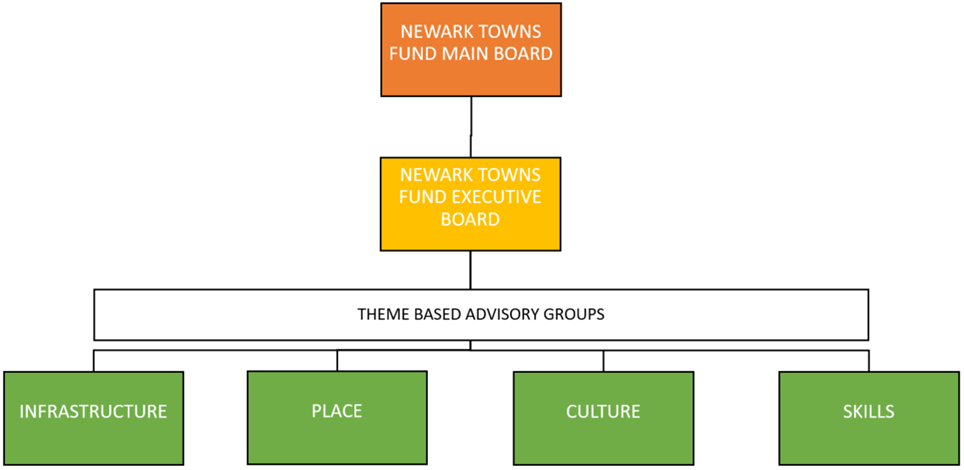 NEWARK TOWNS
FUND MAIN BOARD
NEWARK TOWNS
FUND EXECUTIVE
BOARD
THEME BASED ADVISORY GROUPS
INFRASTRUCTURE
PLACE
CULTURE
SKILLS